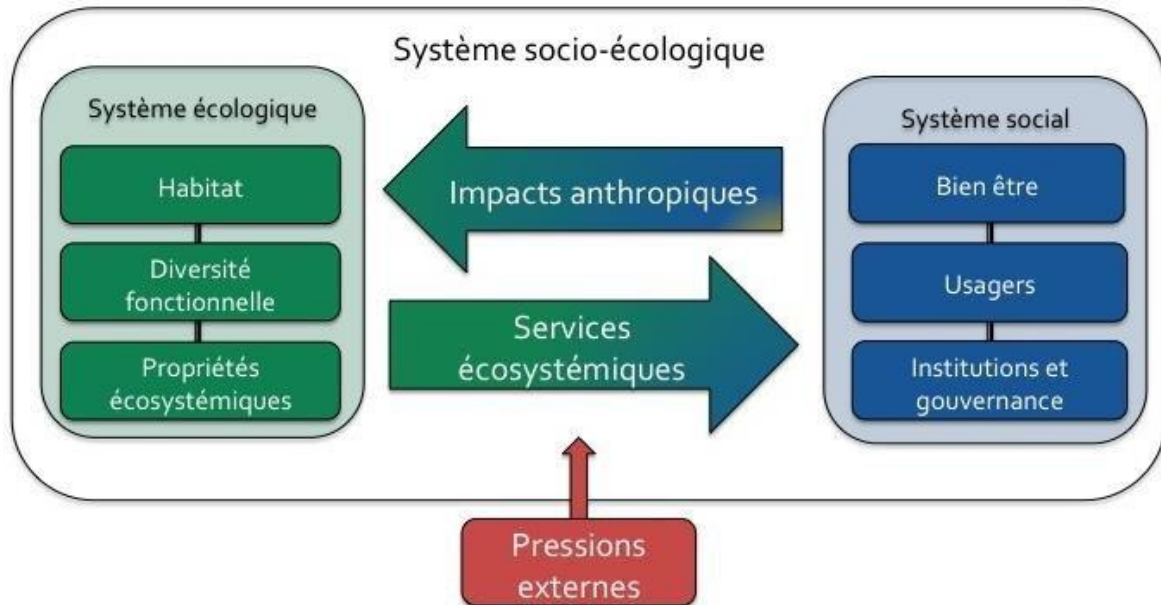 Système socio-écologique
Système écologique
Habitat
Diversité
fonctionnelle
Propriétés
écosystémiques
Impacts anthropiques
Services
écosystémiques
Système social
Bien être
Usagers
Institutions et
gouvernance
Pressions
externes